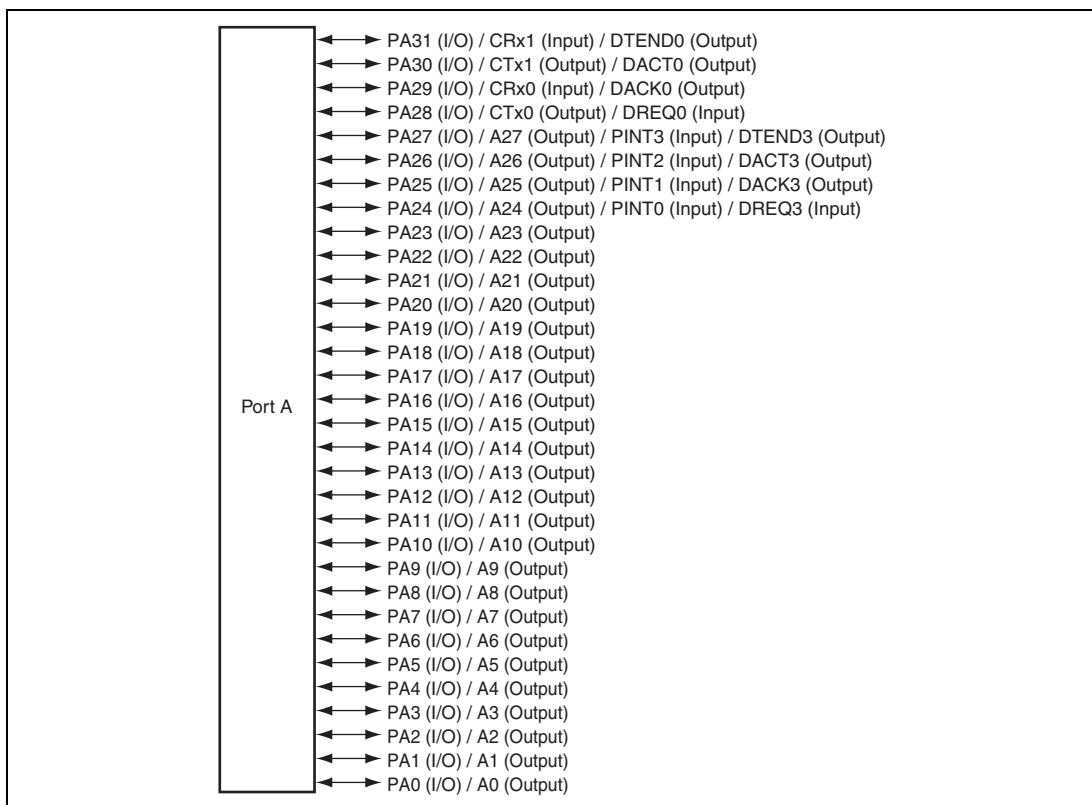 PA31 (I/O) / CRx1 (Input) / DTEND0 (Output)
PA30 (I/O) / CTx1 (Output) / DACT0 (Output)
PA29 (I/O) / CRx0 (Input) / DACK0 (Output)
PA28 (I/O) / CTx0 (Output) / DREQ0 (Input)
PA27 (I/O) / A27 (Output) / PINT3 (Input) / DTEND3 (Output)
PA26 (I/O) / A26 (Output) / PINT2 (Input) / DACT3 (Output)
PA25 (I/O) / A25 (Output) / PINT1 (Input) / DACK3 (Output)
PA24 (I/O) / A24 (Output) / PINT0 (Input) / DREQ3 (Input)
PA23 (I/O) / A23 (Output)
PA22 (I/O) / A22 (Output)
PA21 (I/O) / A21 (Output)
PA20 (I/O) / A20 (Output)
PA19 (I/O) / A19 (Output)
PA18 (I/O) / A18 (Output)
PA17 (I/O) / A17 (Output)
Port A
PA16 (I/O) / A16 (Output)
PA15 (I/O) / A15 (Output)
PA14 (I/O) / A14 (Output)
PA13 (I/O) / A13 (Output)
PA12 (I/O) / A12 (Output)
PA11 (I/O) / A11 (Output)
PA10 (I/O) / A10 (Output)
PA9 (I/O) / A9 (Output)
PA8 (I/O) / A8 (Output)
PA7 (I/O) / A7 (Output)
PA6 (I/O) / A6 (Output)
PA5 (I/O) / A5 (Output)
PA4 (I/O) / A4 (Output)
PA3 (I/O) / A3 (Output)
PA2 (I/O) / A2 (Output)
PA1 (I/O) / A1 (Output)
PA0 (I/O) / A0 (Output)